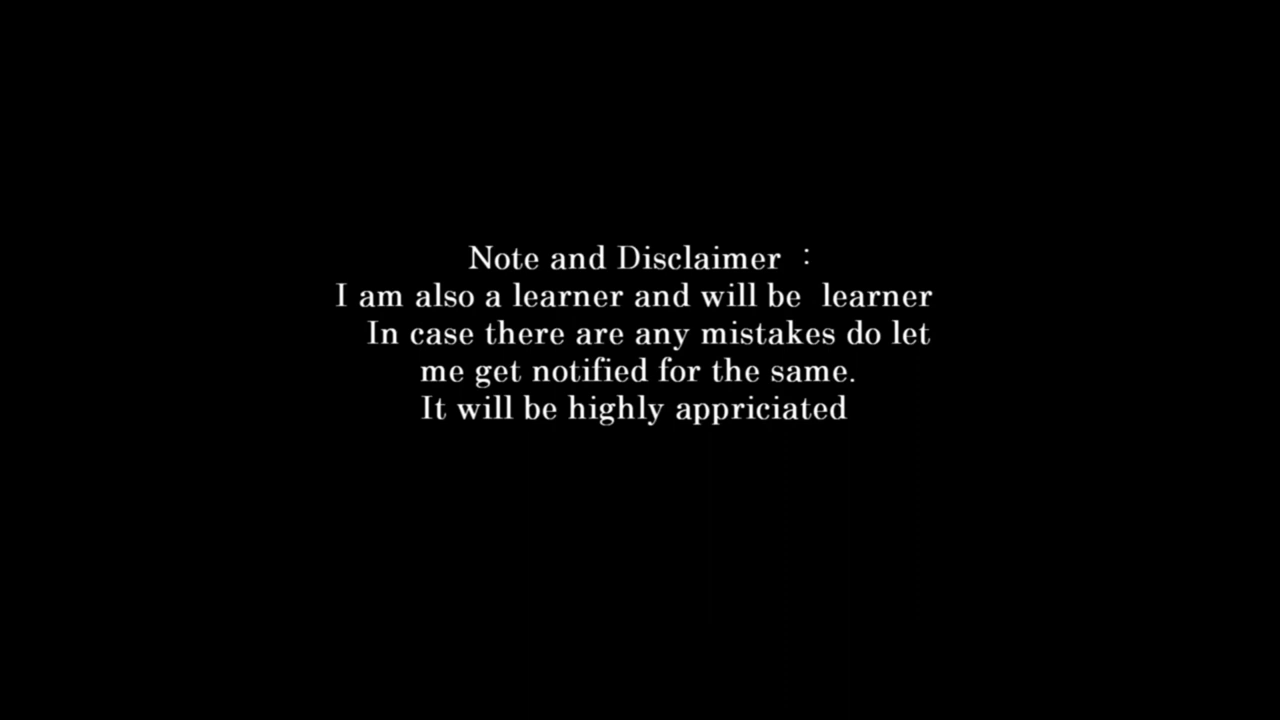 Note and Disclaimer :
I am also a learner and will be learner
In case there are any mistakes do let
me get notified for the same.
It will be highly appriciated